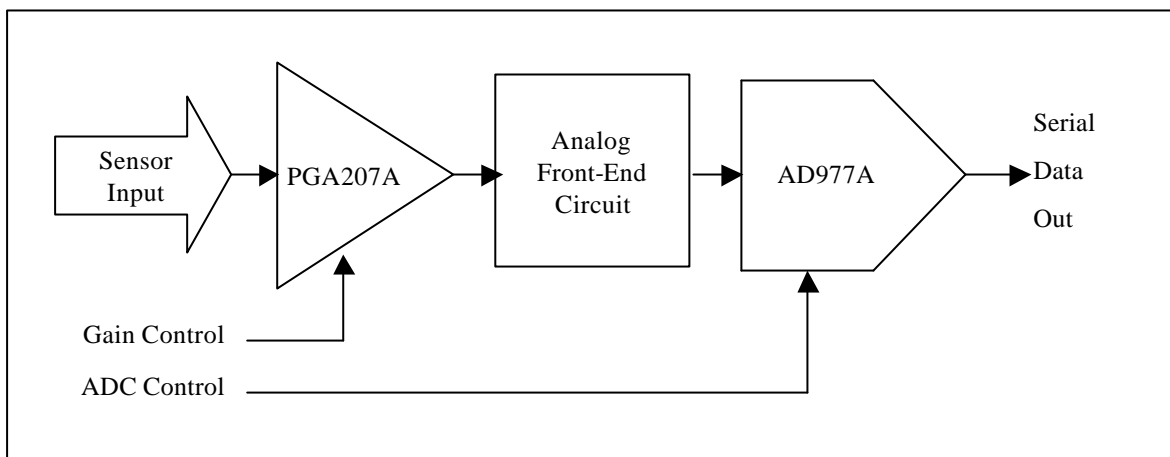 Sensor
Input
PGA207A
Analog
Front-End
Circuit
AD977A
Serial
Data
Out
Gain Control
ADC Control